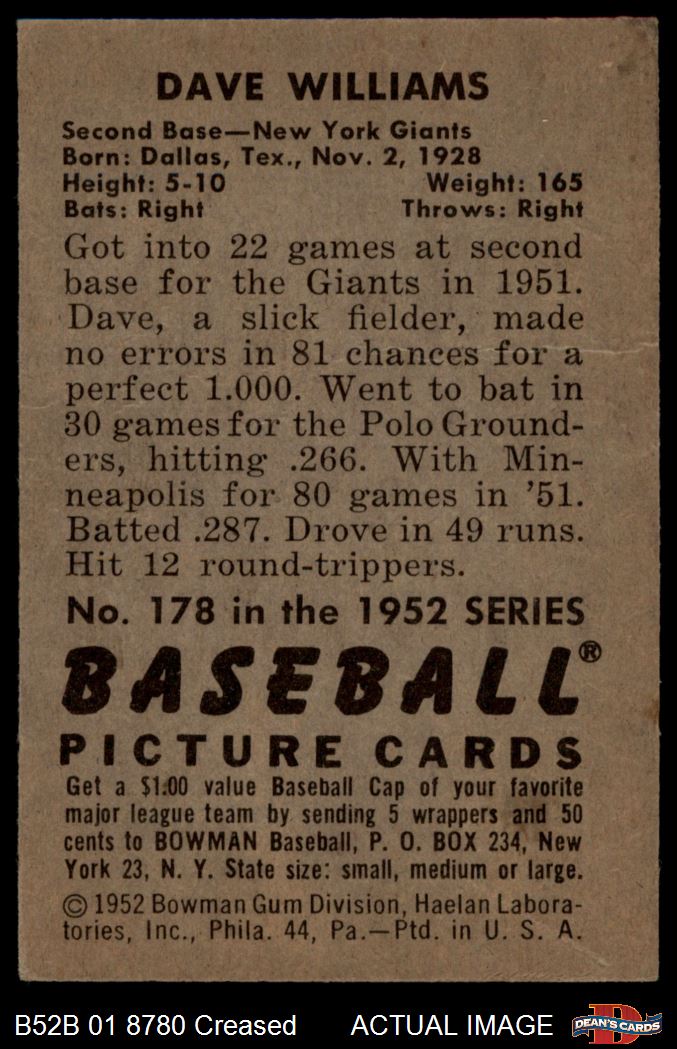 DAVE WILLIAMS
Second Base—New York Giants
Born: Dallas, Tex., Nov. 2, 1928
Height: 5-10 Weight: 165
Bats: Right Throws: Right
Got into 22 games at second
base for the Giants in 1951.
Dave, a slick fielder, made
no errors in 81 chances for a
perfect 1.000. Went to bat in
30 games for the Polo Ground-
ers, hitting .266. With Min-
neapolis for 80 games in '51.
Batted .287. Drove in 49 runs.
Hit 12 round-trippers.
No. 178 in the 1952 SERIES
BASEBALL®
PICTURE CARDS
Get a $1.00 value Baseball Cap of your favorite
major league team by sending 5 wrappers and 50
cents to BOWMAN Baseball, P. O. BOX 234, New
York 23, N. Y. State size: small, medium or large.
© 1952 Bowman Gum Division, Haelan Labora-
tories, Inc., Phila. 44, Pa.—Ptd. in U. S. A.
B52B 01 8780 Creased ACTUAL IMAGE DEAN'S CARDS